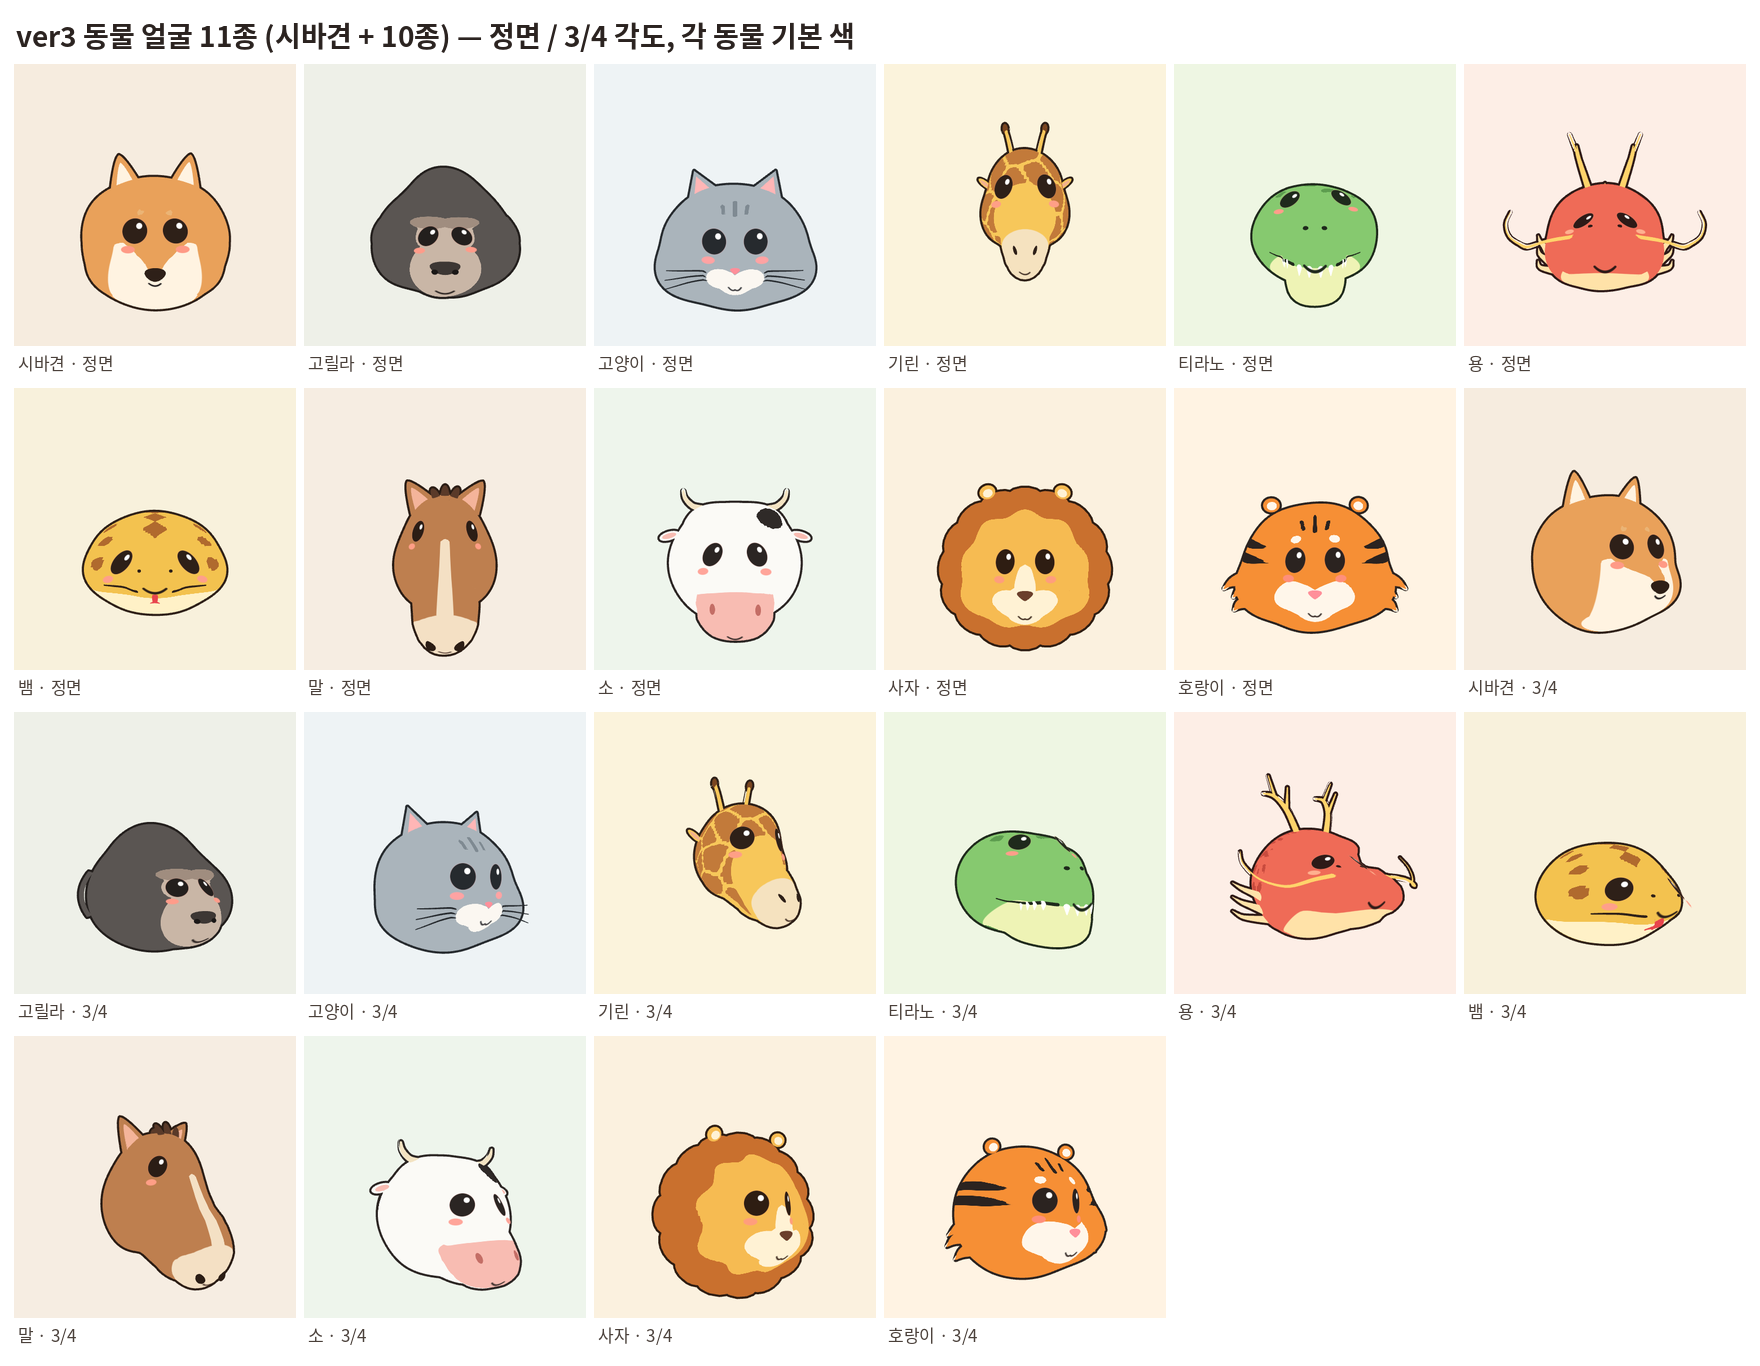 ver3 동물 얼굴 11종 (시바견 + 10종) — 정면 / 3/4 각도, 각 동물 기본 색
시바견 · 정면
고릴라 · 정면
고양이 · 정면
기린 · 정면
티라노 · 정면
용 · 정면
뱀 · 정면
말 · 정면
소 · 정면
사자 · 정면
호랑이 · 정면
시바견 · 3/4
고릴라 · 3/4
고양이 · 3/4
기린 · 3/4
티라노 · 3/4
용 · 3/4
뱀 · 3/4
말 · 3/4
소 · 3/4
사자 · 3/4
호랑이 · 3/4